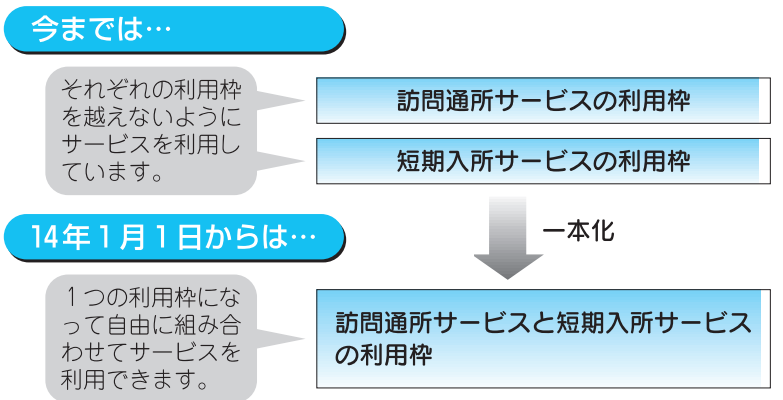 今までは…
それぞれの利用枠
を越えないように
サービスを利用し
ています。
訪問通所サービスの利用枠
短期入所サービスの利用枠
一本化
14年1月1日からは…
1つの利用枠にな
って自由に組み合
わせてサービスを
利用できます。
訪問通所サービスと短期入所サービス
の利用枠